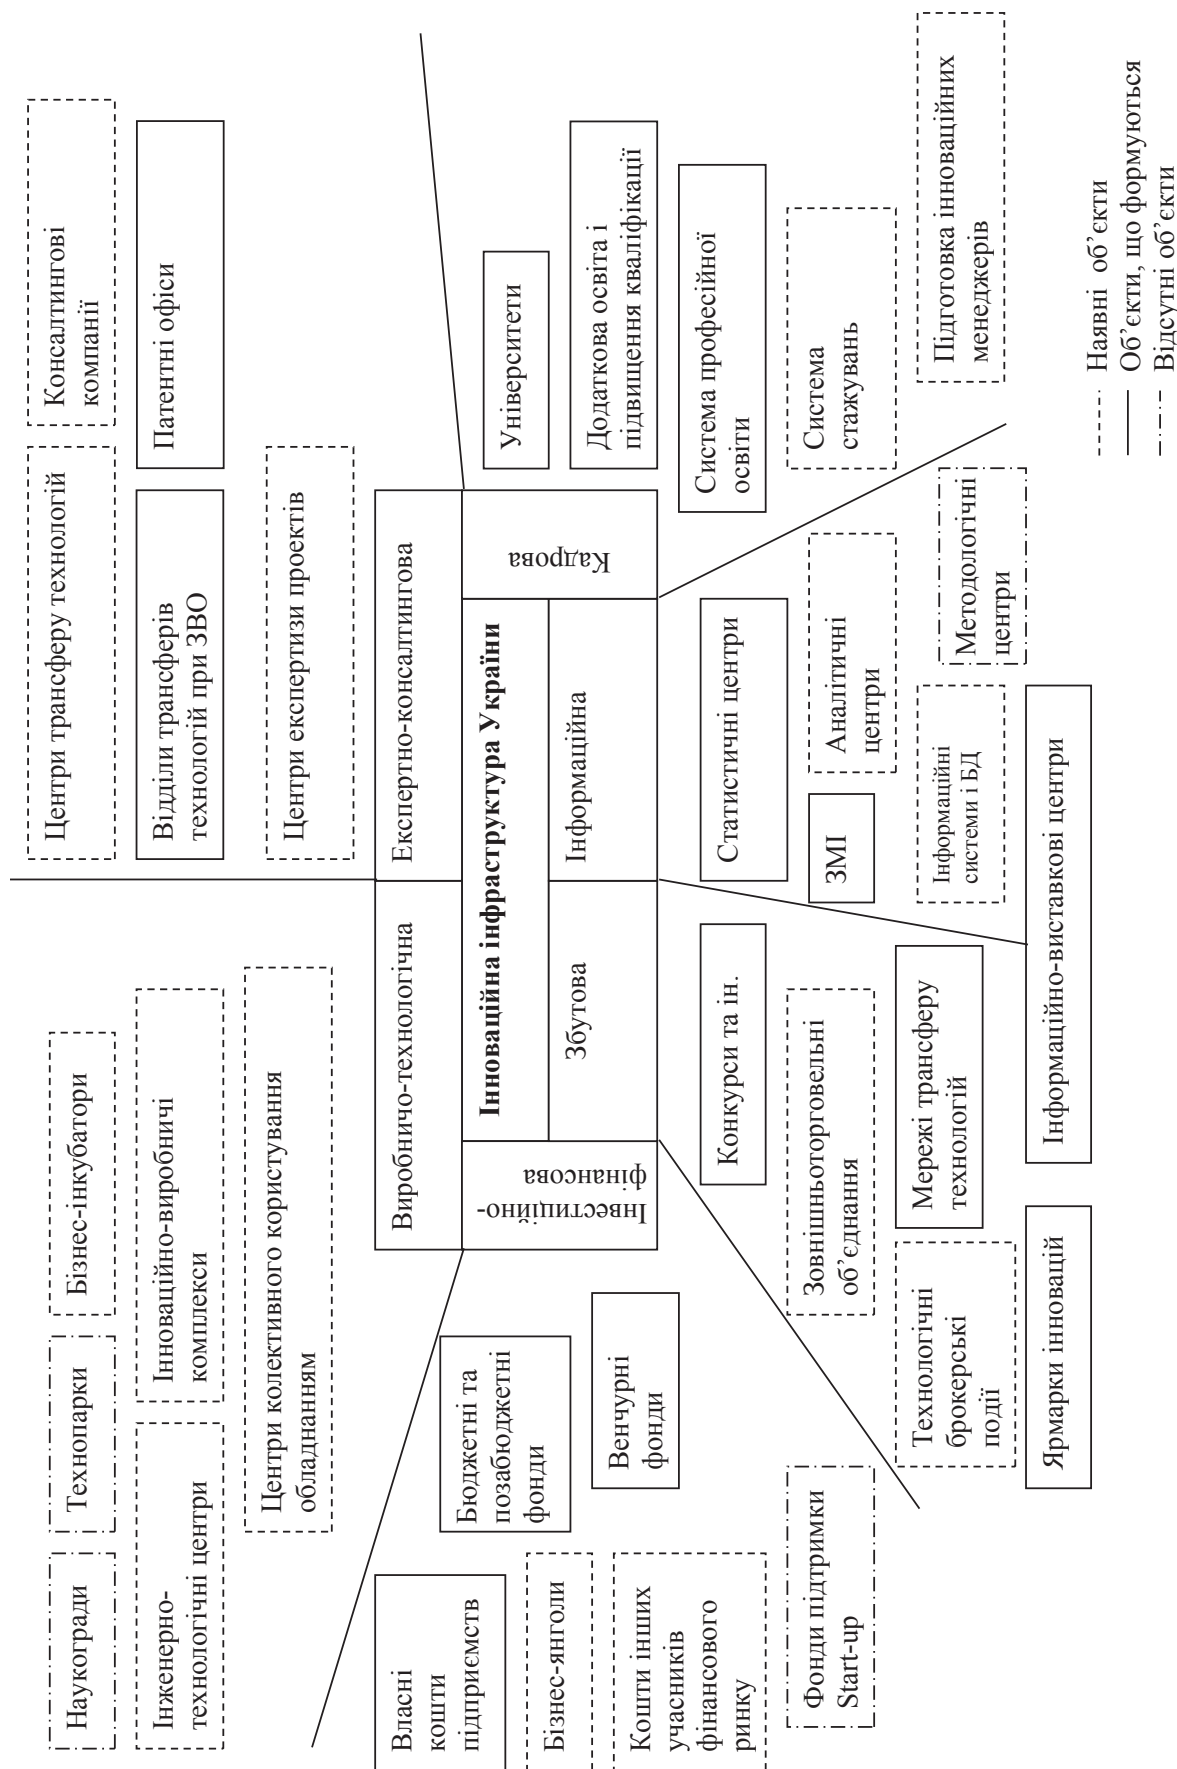 Наукогради
Технопарки
Бізнес-інкубатори
Інженерно-
технологічні центри
Інноваційно-виробничі
комплекси
Центри колективного користування
обладнанням
Центри трансферу технологій
Консалтингові
компанії
Відділи трансферів
технологій при ЗВО
Патентні офіси
Центри експертизи проектів
Виробничо-технологічна
Експертно-консалтингова
Інвестиційно-
фінансова
Інноваційна інфраструктура України
Кадрова
Збутова
Інформаційна
Власні
кошти
підприємств
Бюджетні та
позабюджетні
фонди
Бізнес-янголи
Венчурні
фонди
Кошти інших
учасників
фінансового
ринку
Фонди підтримки
Start-up
Університети
Додаткова освіта і
підвищення кваліфікації
Система професійної
освіти
Система
стажувань
Підготовка інноваційних
менеджерів
Конкурси та ін.
Зовнішньоторговельні
об’єднання
Технологічні
брокерські
події
Мережі трансферу
технологій
Ярмарки інновацій
Інформаційно-виставкові центри
Статистичні центри
ЗМІ
Аналітичні
центри
Інформаційні
системи і БД
Методологічні
центри
Наявні об’єкти
Об’єкти, що формуються
Відсутні об’єкти